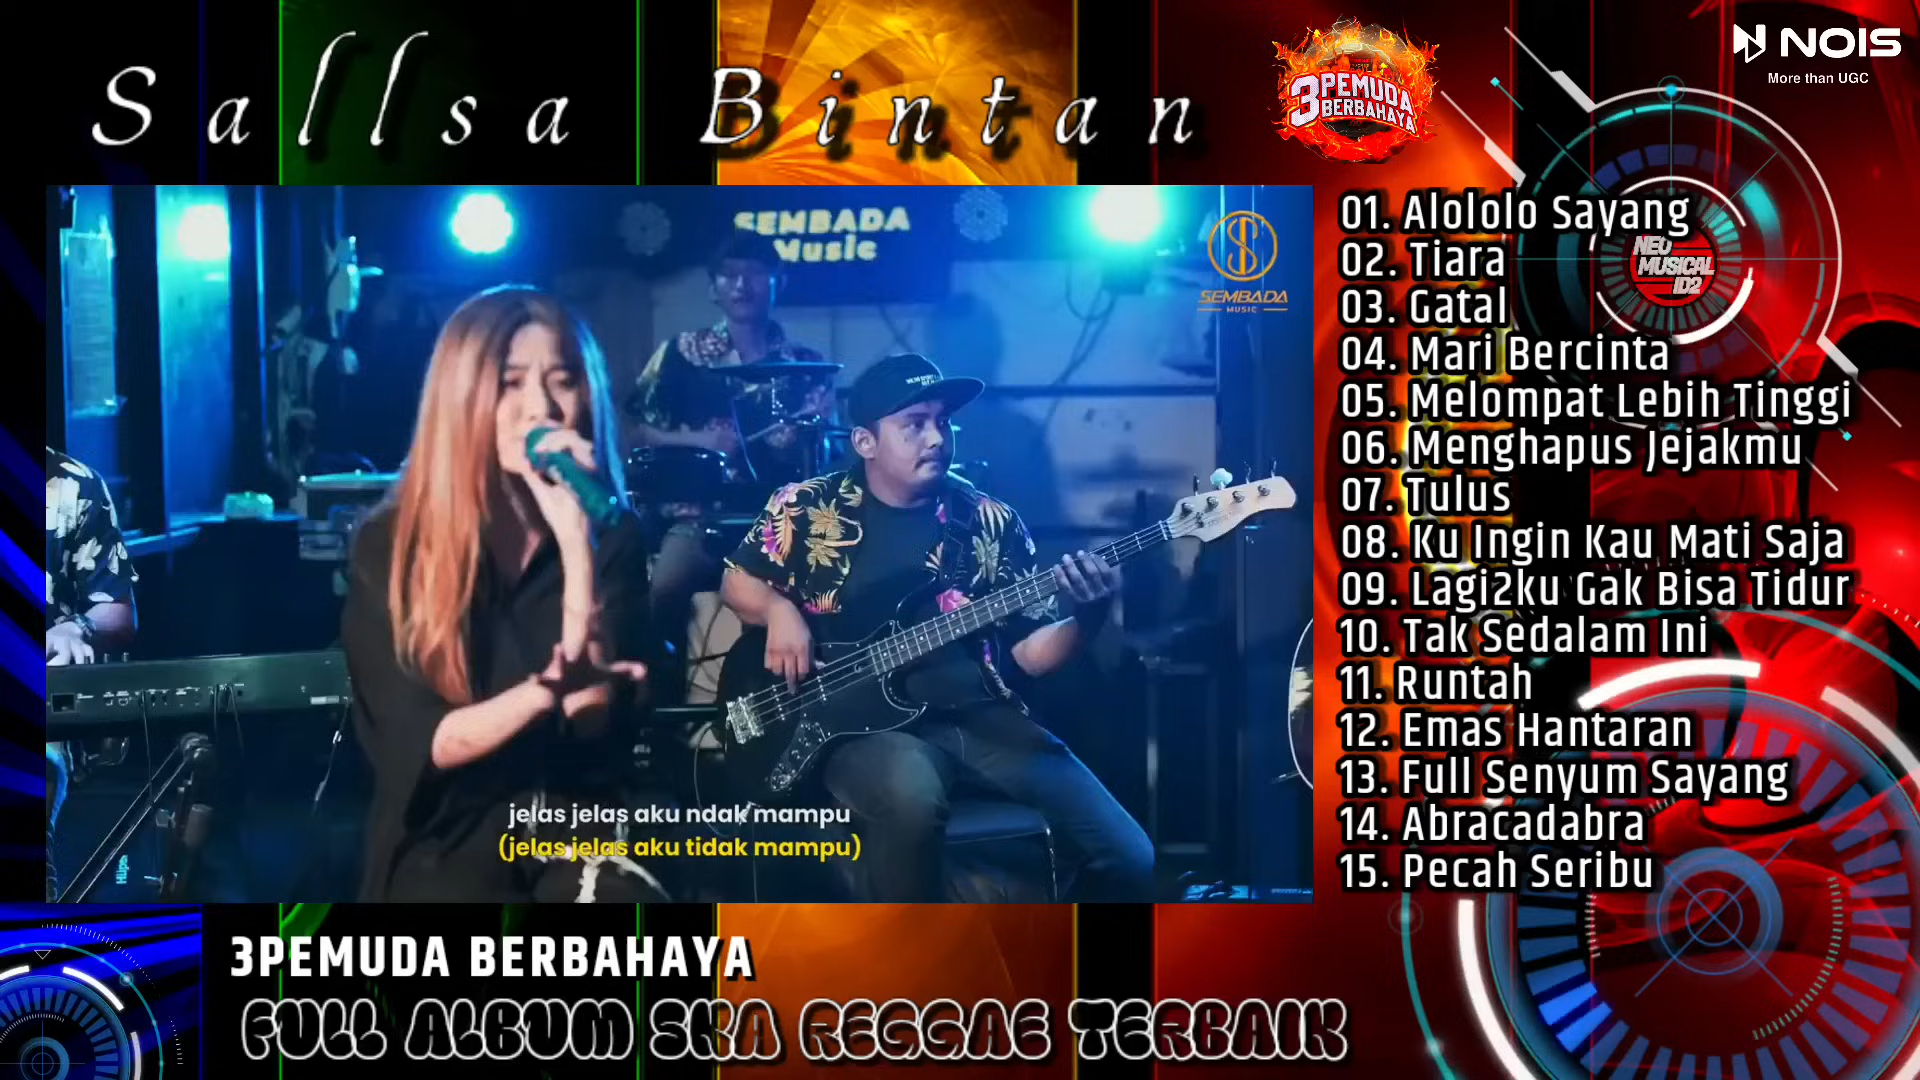 Sallsa Bintan
3PEMUDA
BERBAHAYA
NOIS
More than UGC
SEMBADA
Music
SEMBADA
MUSIC
NEO
MUSICAL
ID2
01. Alololo Sayang
02. Tiara
03. Gatal
04. Mari Bercinta
05. Melompat Lebih Tinggi
06. Menghapus Jejakmu
07. Tulus
08. Ku Ingin Kau Mati Saja
09. Lagi2ku Gak Bisa Tidur
10. Tak Sedalam Ini
11. Runtah
12. Emas Hantaran
13. Full Senyum Sayang
14. Abracadabra
15. Pecah Seribu
jelas jelas aku ndak mampu
(jelas jelas aku tidak mampu)
3PEMUDA BERBAHAYA
FULL ALBUM SKA REGGAE TERBAIK